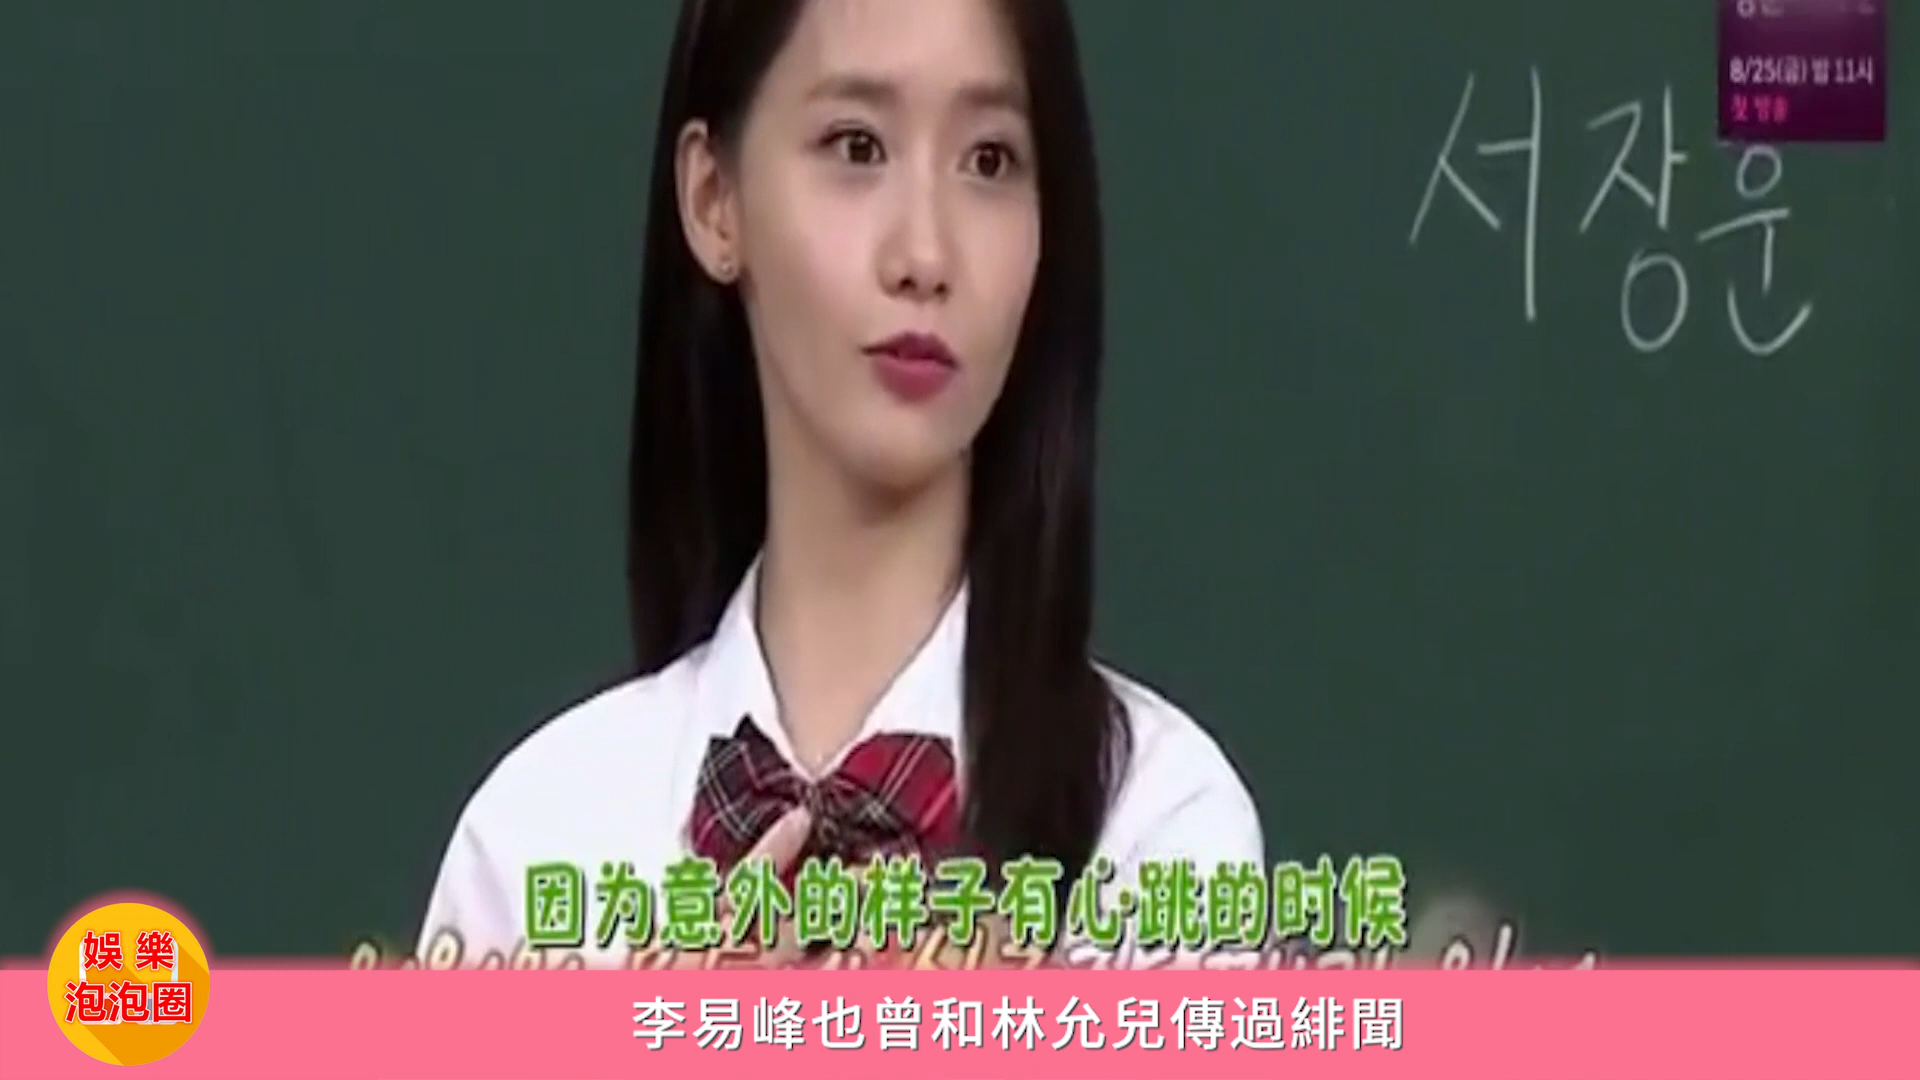 8/25(금) 밤 11시
첫 방송
서장운
因为意外的样子有心跳的时候
娛樂
泡泡圈
李易峰也曾和林允兒傳過緋聞